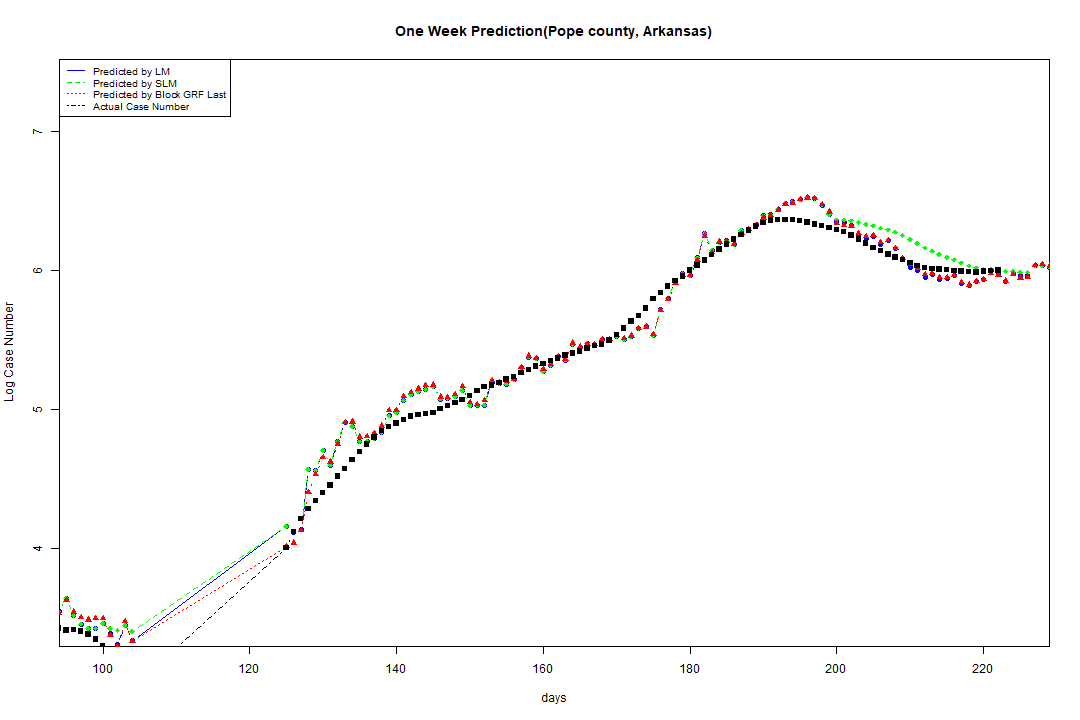 One Week Prediction(Pope county, Arkansas)
Predicted by LM
Predicted by SLM
Predicted by Block GRF Last
Actual Case Number
7
6
5
4
Log Case Number
100 120 140 160 180 200 220
days